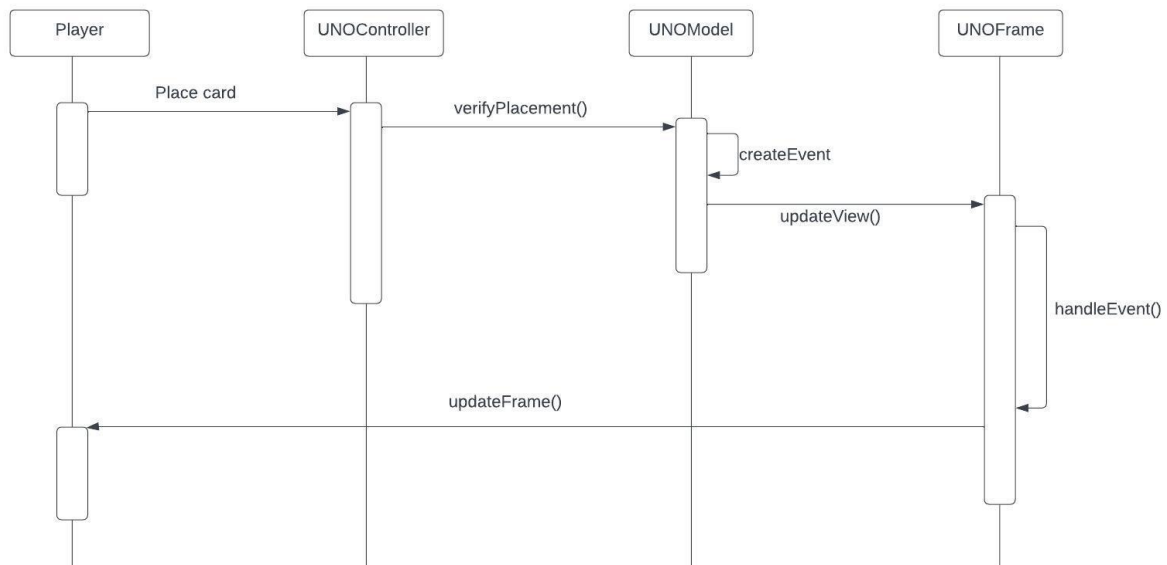 Player
UNOController
UNOModel
UNOFrame
Place card
verifyPlacement()
createEvent
updateView()
handleEvent()
updateFrame()